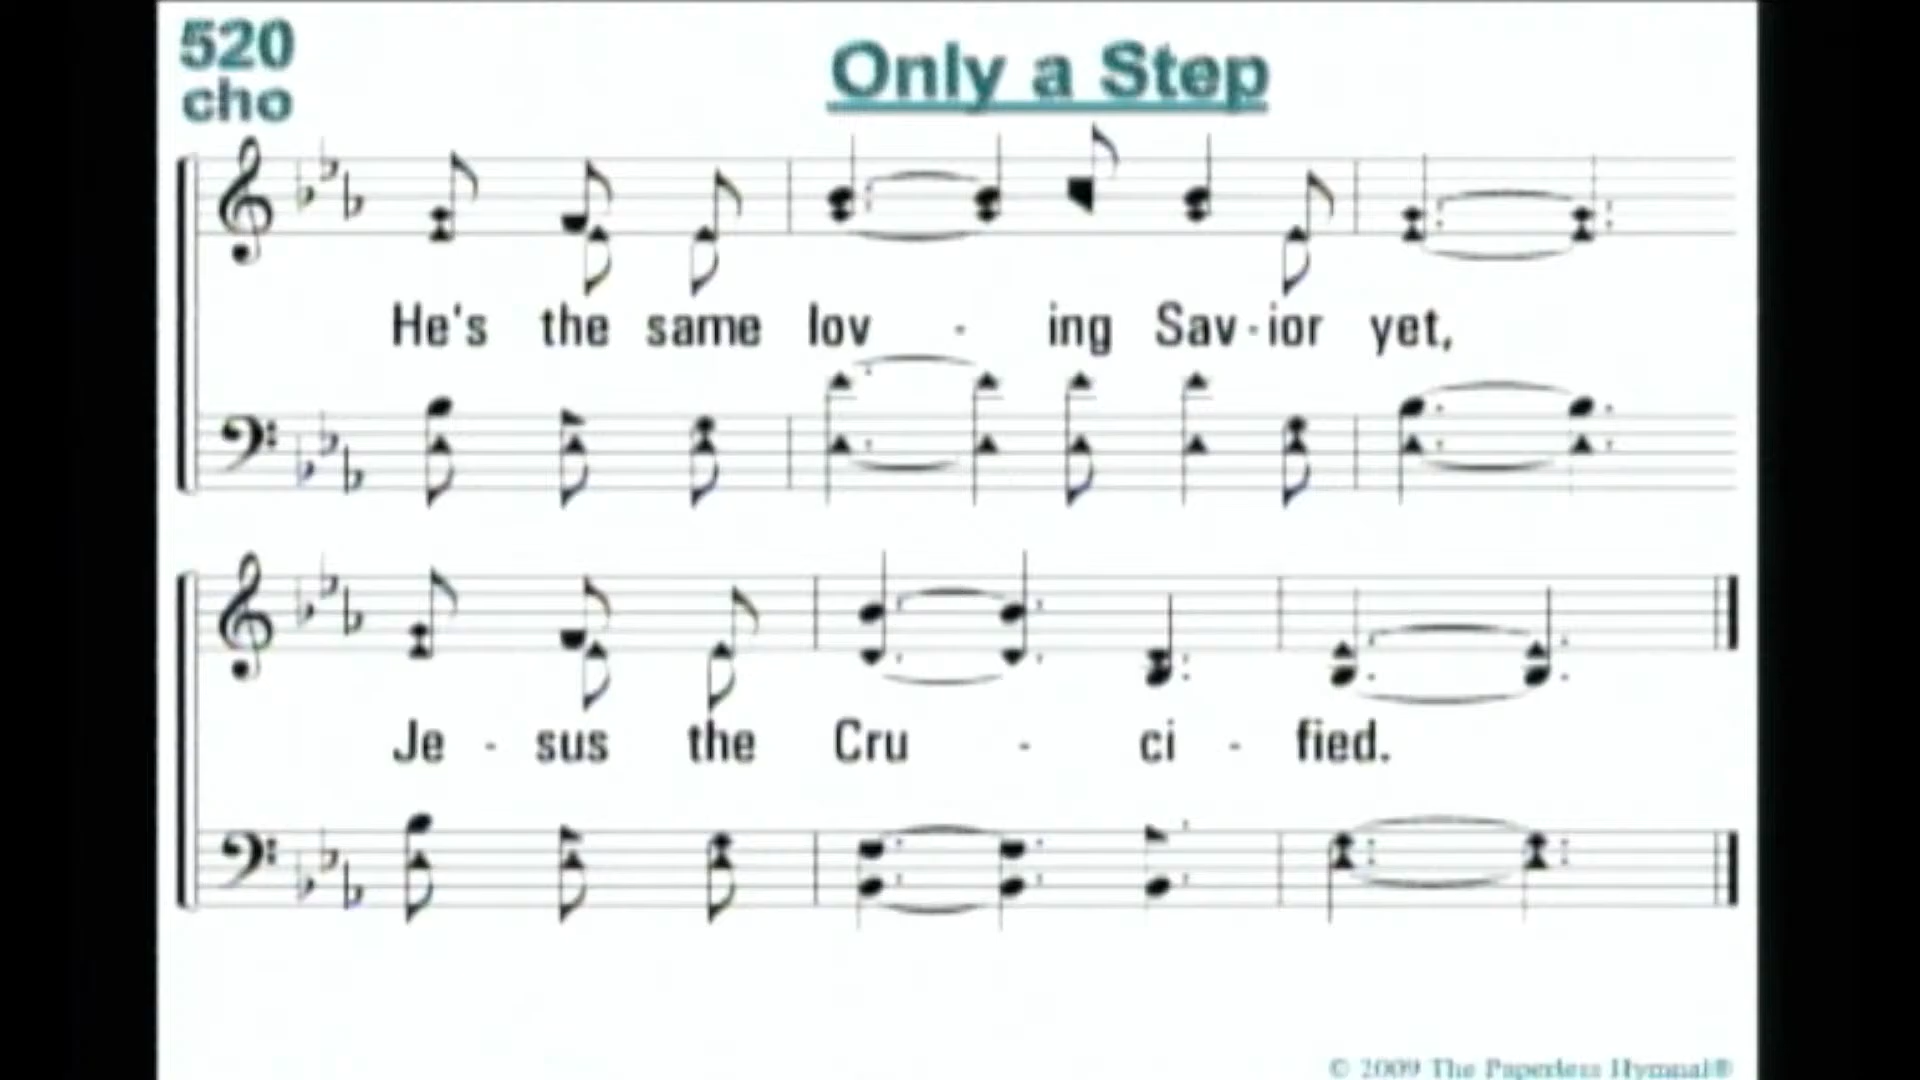 520
cho
Only a Step
He's the same lov - ing Sav - ior yet,
Je - sus the Cru - ci - fied.
© 2009 The Paperless Hymnal®